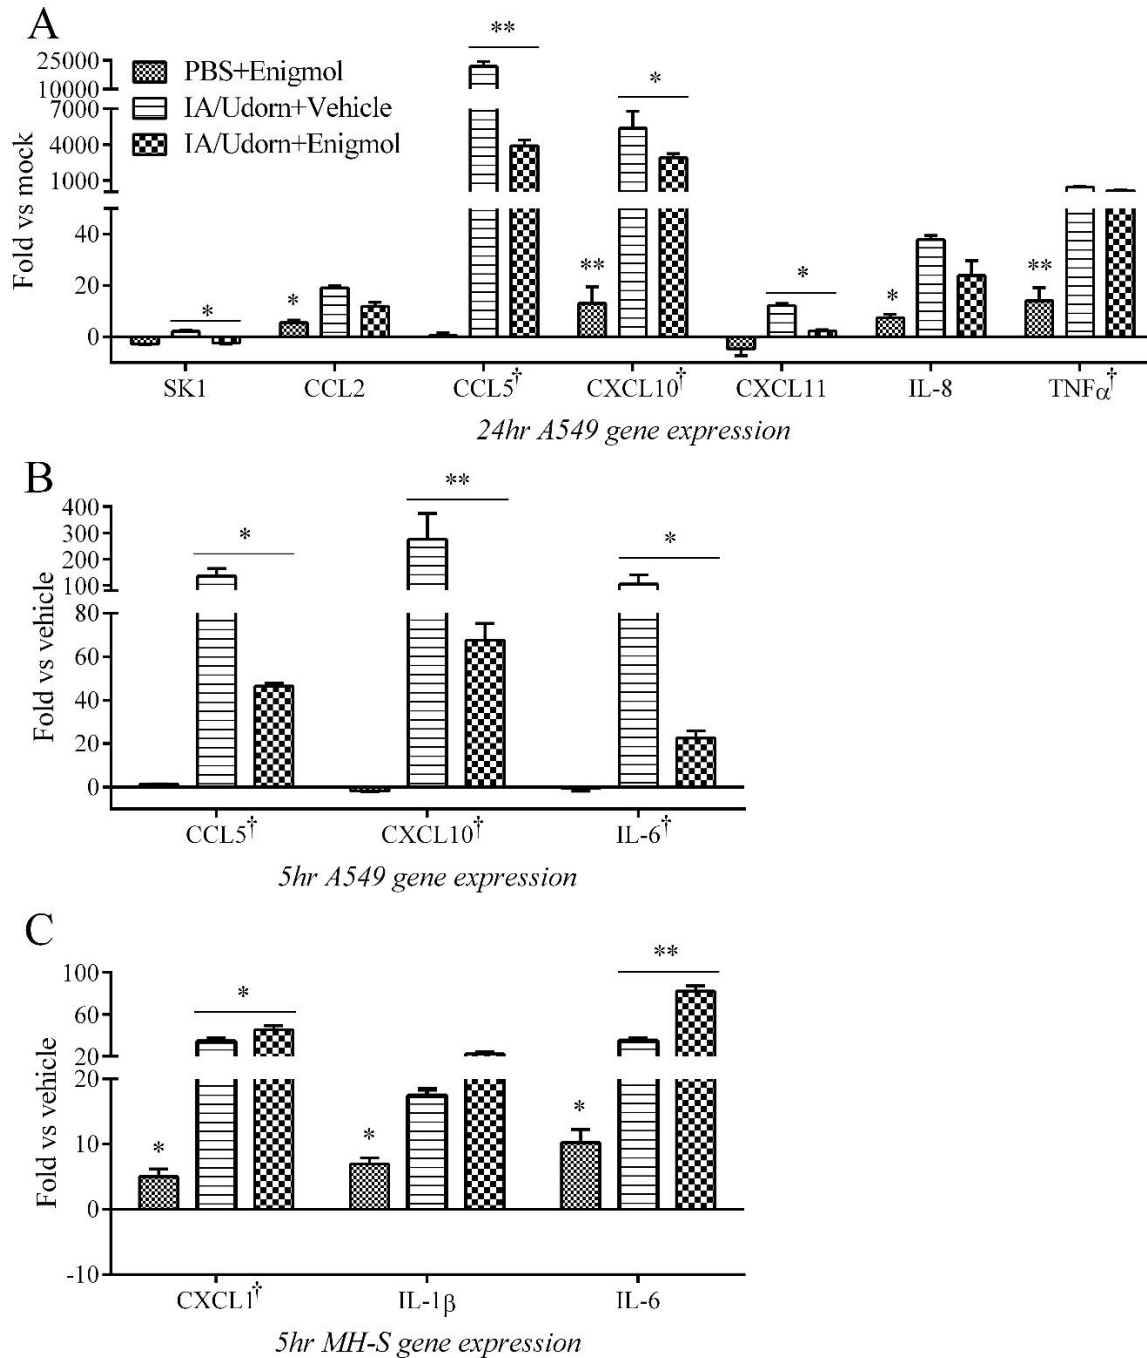 A
**
25000
10000
7000
4000
1000
40
20
0
Fold vs mock
PBS+Enigmol
IA/Udorn+Vehicle
IA/Udorn+Enigmol
*
**
*
*
**
*
*
SK1 CCL2 CCL5† CXCL10† CXCL11 IL-8 TNFα†
**
24hr A549 gene expression
B
400
300
200
100
80
60
40
20
0
Fold vs vehicle
*
**
*
CCL5† CXCL10† IL-6†
5hr A549 gene expression
C
100
60
20
20
10
0
-10
Fold vs vehicle
*
**
*
*
*
CXCL1† IL-1β IL-6
5hr MH-S gene expression